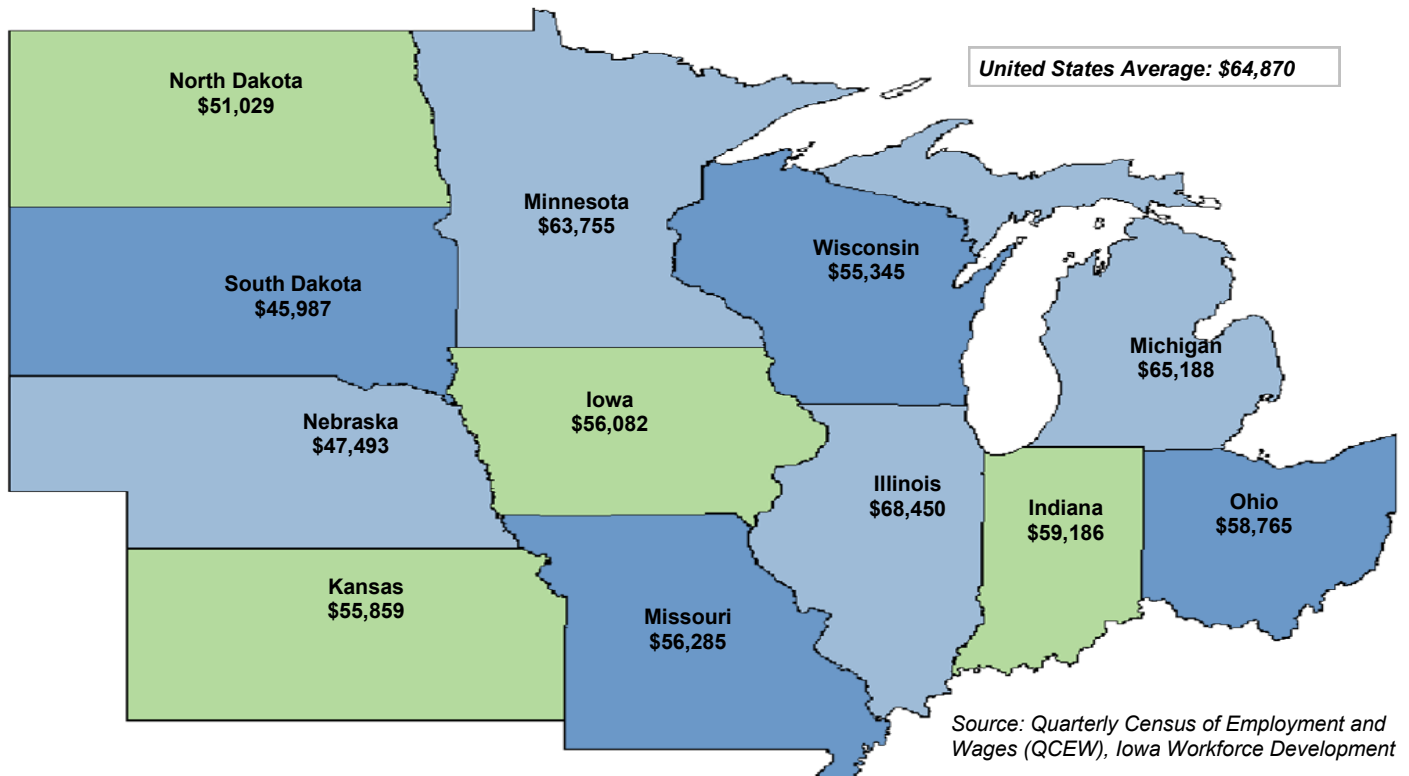 United States Average: $64,870
North Dakota
$51,029
Minnesota
$63,755
Wisconsin
$55,345
South Dakota
$45,987
Michigan
$65,188
Iowa
$56,082
Nebraska
$47,493
Illinois
$68,450
Indiana
$59,186
Ohio
$58,765
Kansas
$55,859
Missouri
$56,285
Source: Quarterly Census of Employment and
Wages (QCEW), Iowa Workforce Development